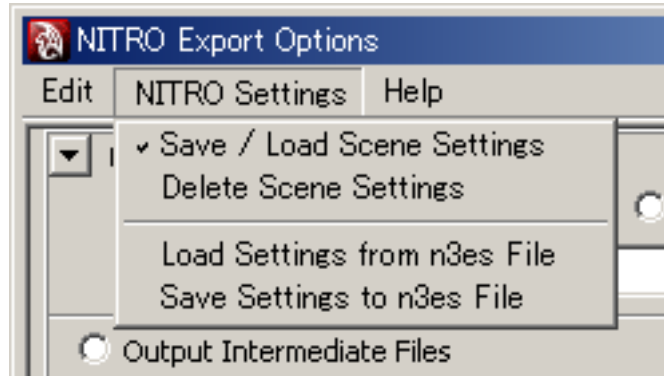 NITRO Export Options
Edit NITRO Settings Help
Save / Load Scene Settings
Delete Scene Settings
Load Settings from n3es File
Save Settings to n3es File
Output Intermediate Files